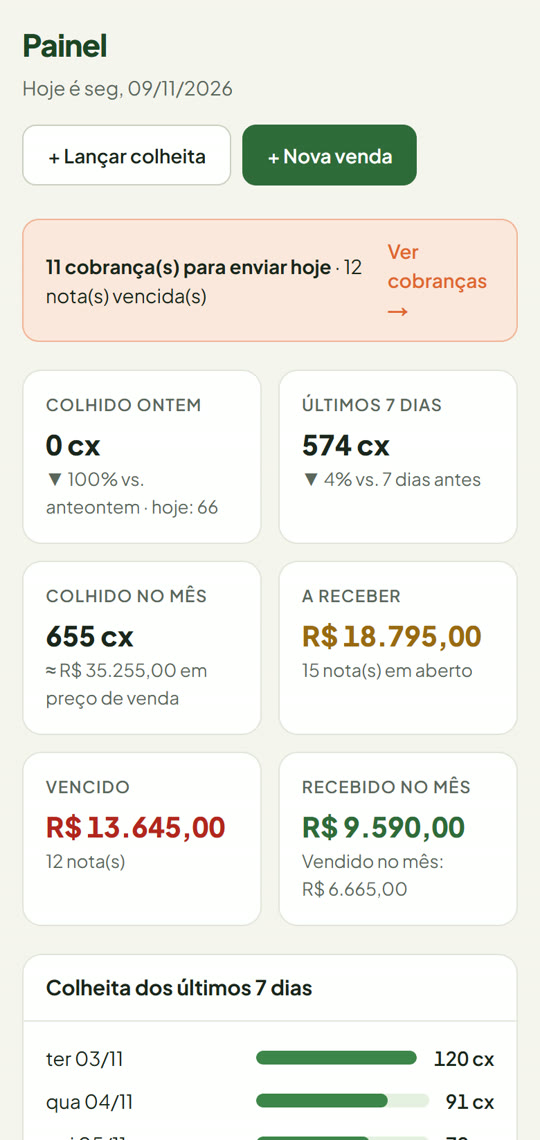 Painel
Hoje é seg, 09/11/2026
+ Lançar colheita
+ Nova venda
11 cobrança(s) para enviar hoje · 12
nota(s) vencida(s)
Ver
cobranças
→
COLHIDO ONTEM
0 cx
▼ 100% vs.
anteontem · hoje: 66
ÚLTIMOS 7 DIAS
574 cx
▼ 4% vs. 7 dias antes
COLHIDO NO MÊS
655 cx
≈ R$ 35.255,00 em
preço de venda
A RECEBER
R$ 18.795,00
15 nota(s) em aberto
VENCIDO
R$ 13.645,00
12 nota(s)
RECEBIDO NO MÊS
R$ 9.590,00
Vendido no mês:
R$ 6.665,00
Colheita dos últimos 7 dias
ter 03/11
120 cx
qua 04/11
91 cx